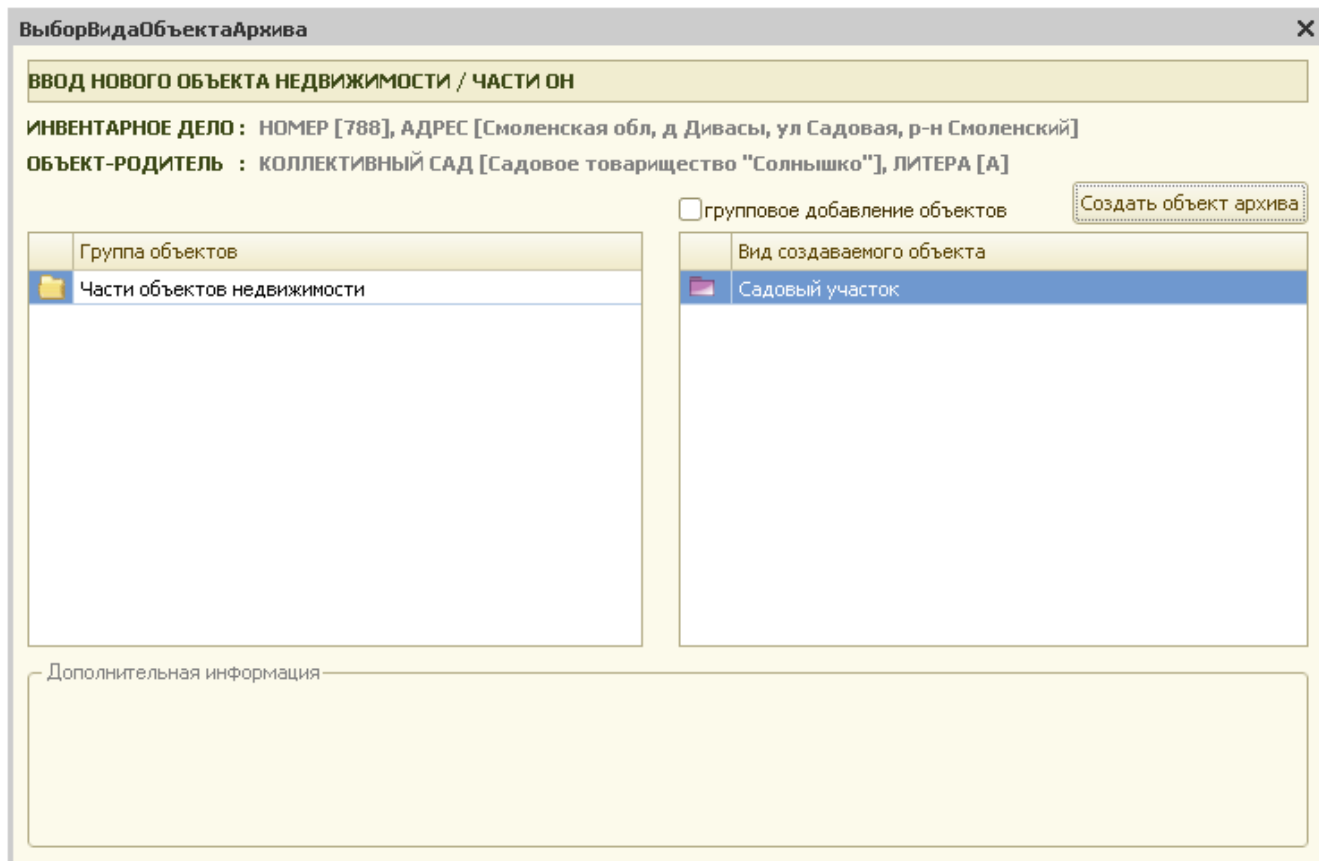 ВыборВидаОбъектаАрхива
ВВОД НОВОГО ОБЪЕКТА НЕДВИЖИМОСТИ / ЧАСТИ ОН
ИНВЕНТАРНОЕ ДЕЛО : НОМЕР [788], АДРЕС [Смоленская обл, д Дивасы, ул Садовая, р-н Смоленский]
ОБЪЕКТ-РОДИТЕЛЬ : КОЛЛЕКТИВНЫЙ САД [Садовое товарищество "Солнышко"], ЛИТЕРА [А]
групповое добавление объектов Создать объект архива
Группа объектов Вид создаваемого объекта
Части объектов недвижимости Садовый участок
Дополнительная информация